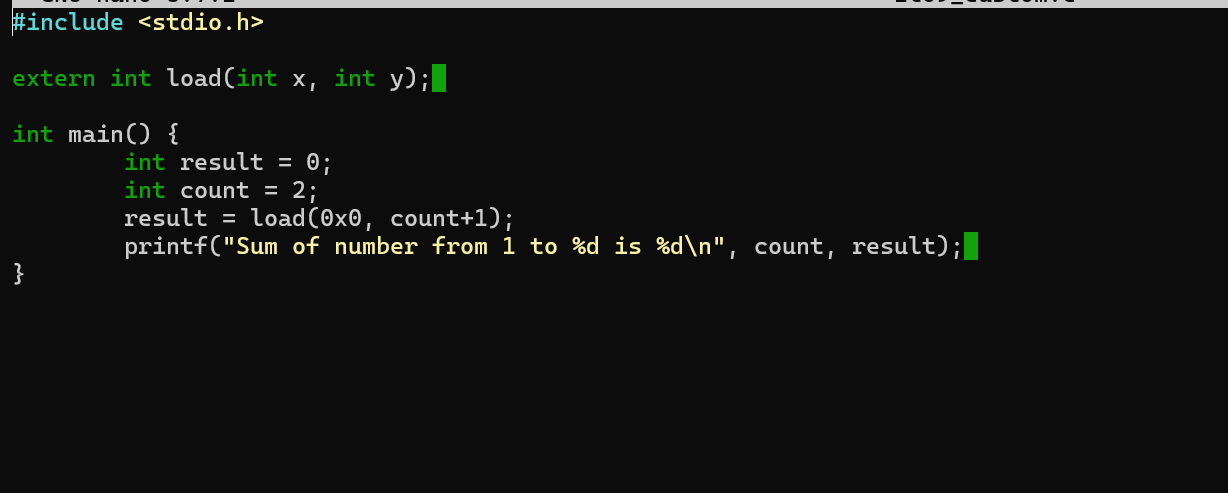 #include <stdio.h>
extern int load(int x, int y);
int main() {
int result = 0;
int count = 2;
result = load(0x0, count+1);
printf("Sum of number from 1 to %d is %d\n", count, result);
}